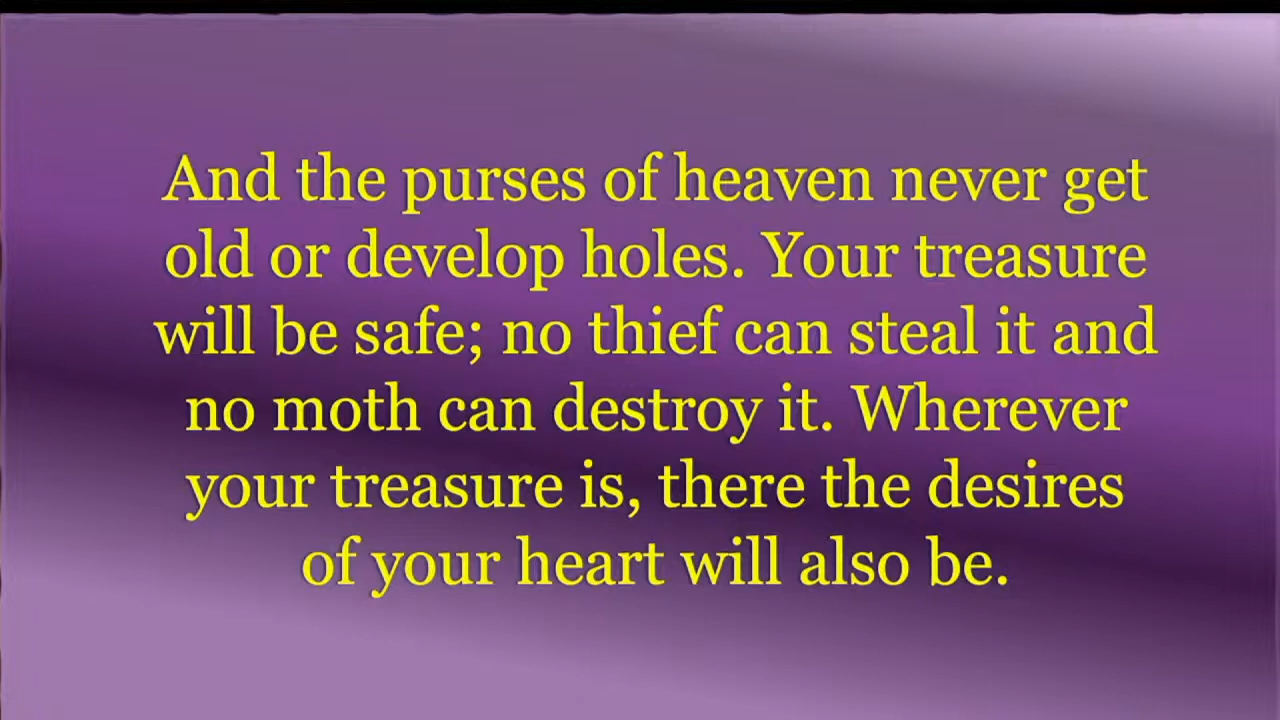 And the purses of heaven never get
old or develop holes. Your treasure
will be safe; no thief can steal it and
no moth can destroy it. Wherever
your treasure is, there the desires
of your heart will also be.